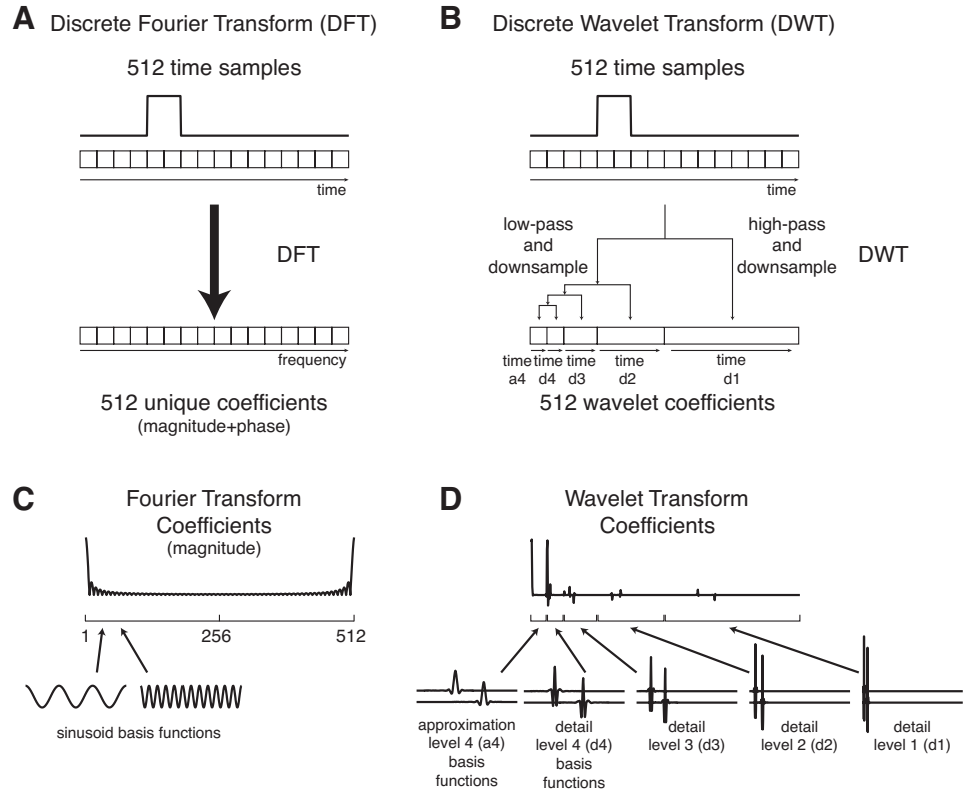 A Discrete Fourier Transform (DFT)
512 time samples
time
DFT
frequency
512 unique coefficients
(magnitude+phase)
B Discrete Wavelet Transform (DWT)
512 time samples
time
low-pass
and
downsample
high-pass
and
downsample
DWT
time time time time time
a4 d4 d3 d2 d1
512 wavelet coefficients
C Fourier Transform
Coefficients
(magnitude)
1 256 512
sinusoid basis functions
D Wavelet Transform
Coefficients
approximation
level 4 (a4)
basis
functions
detail
level 4 (d4)
basis
functions
detail
level 3 (d3)
detail
level 2 (d2)
detail
level 1 (d1)